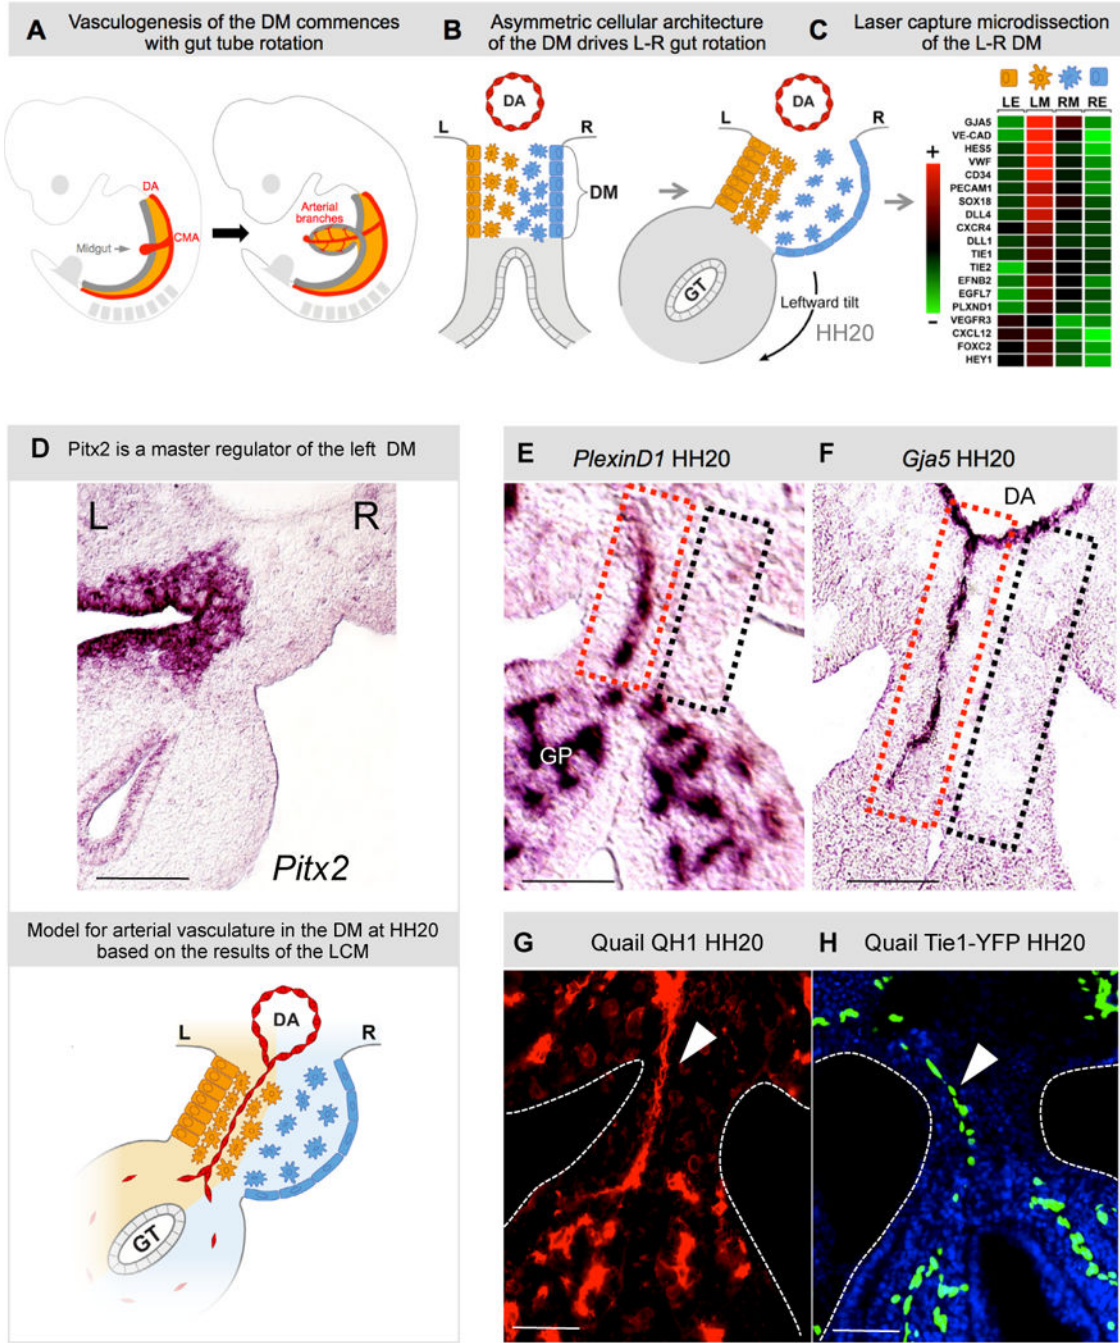 A Vasculogenesis of the DM commences
with gut tube rotation
DA
Midgut
CMA
Arterial
branches
B Asymmetric cellular architecture
of the DM drives L-R gut rotation
L
DA
R
DM
L
DA
R
GT
Leftward tilt
HH20
C Laser capture microdissection
of the L-R DM
LE LM RM RE
+
−
GJA5
VE-CAD
HES5
VWF
CD34
PECAM1
SOX18
DLL4
CXCR4
DLL1
TIE1
TIE2
EFNB2
EGFL7
PLXND1
VEGFR3
CXCL12
FOXC2
HEY1
D Pitx2 is a master regulator of the left DM
L
R
Pitx2
Model for arterial vasculature in the DM at HH20
based on the results of the LCM
L
DA
R
GT
E PlexinD1 HH20
GP
F Gja5 HH20
DA
G Quail QH1 HH20
H Quail Tie1-YFP HH20